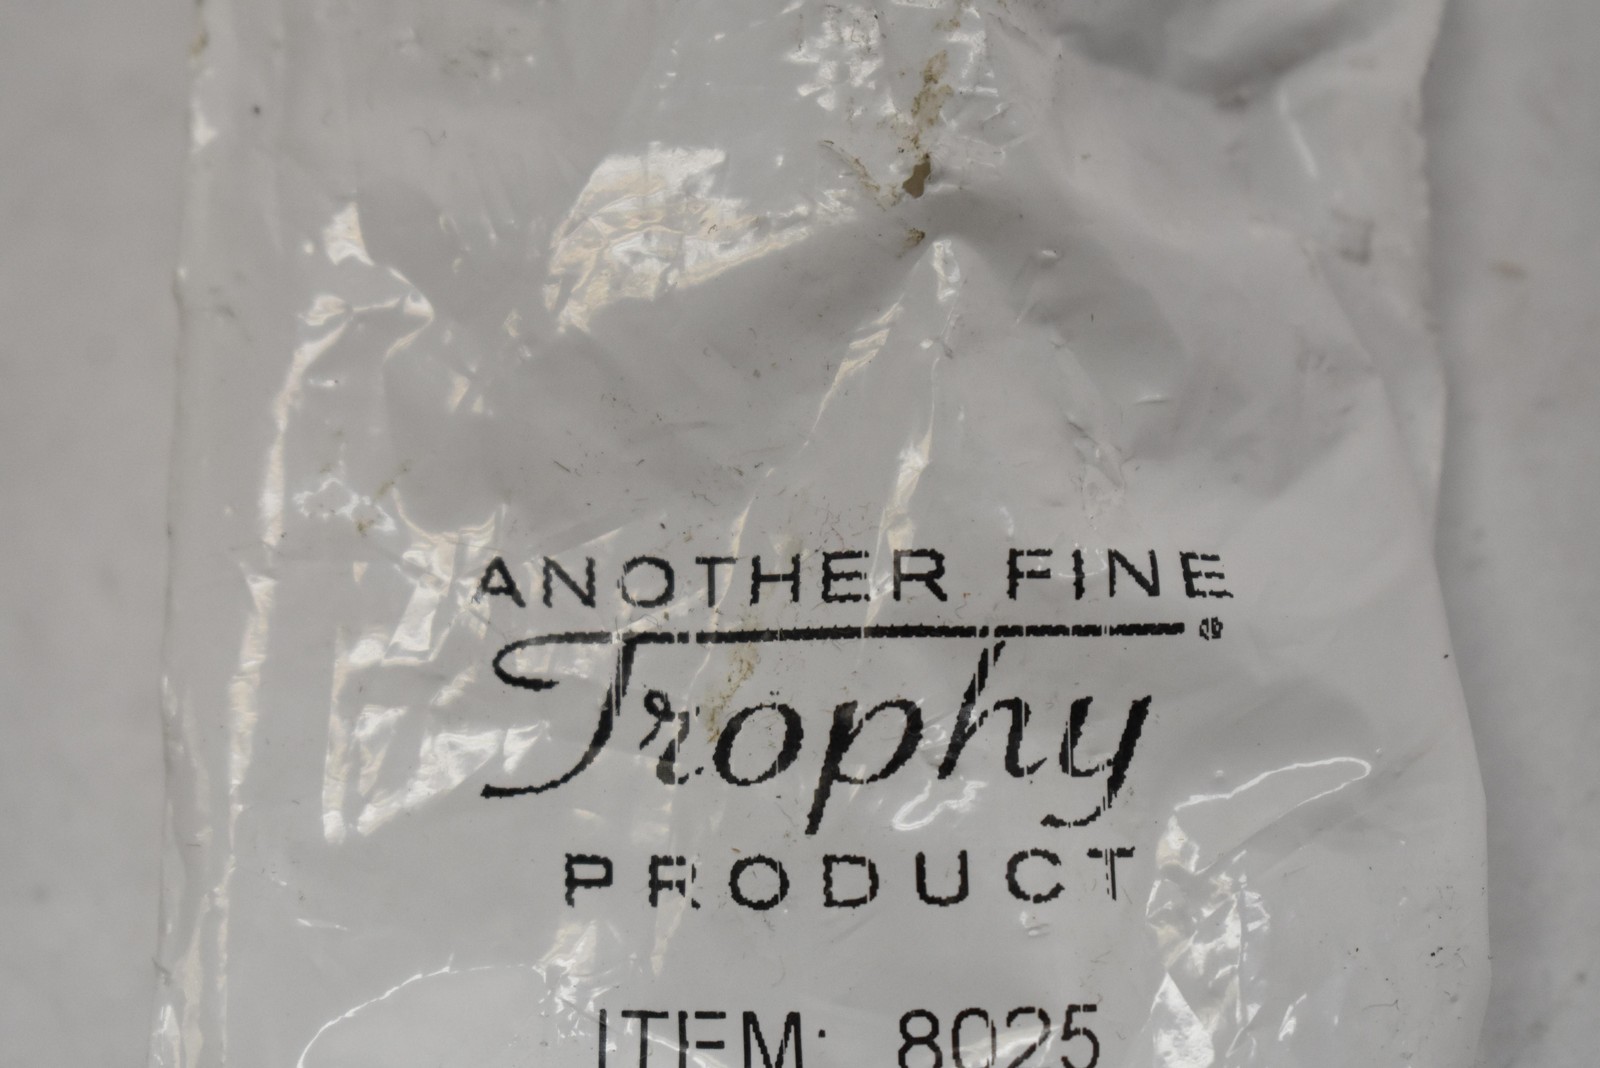 ANOTHER FINE
Trophy®
PRODUCT
ITEM: 8025